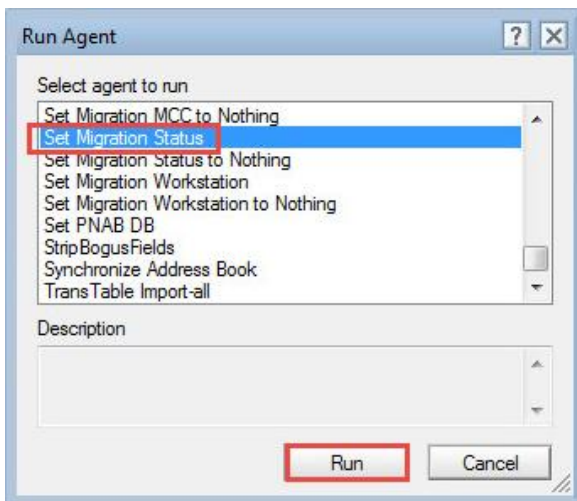 Run Agent
?
Select agent to run
Set Migration MCC to Nothing
Set Migration Status
Set Migration Status to Nothing
Set Migration Workstation
Set Migration Workstation to Nothing
Set PNAB DB
StripBogusFields
Synchronize Address Book
TransTable Import-all
Description
Run Cancel